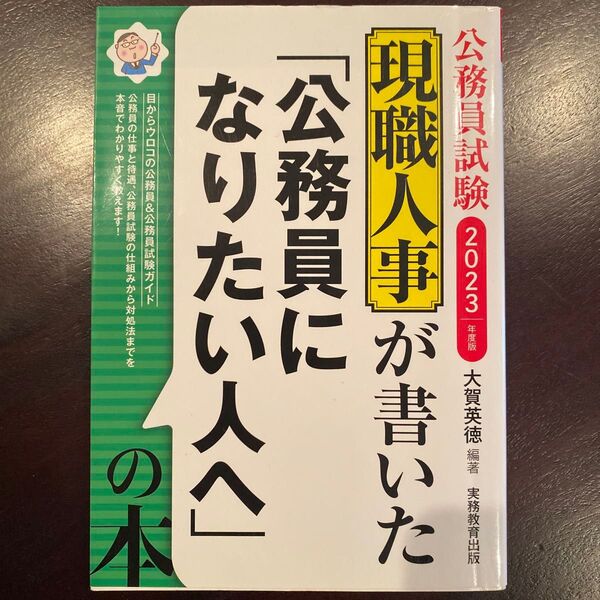 公務員試験
2023
年度版
大賀英徳 編著
実務教育出版
現職人事が書いた
「公務員に
なりたい人へ」
の本
目からウロコの公務員&公務員試験ガイド
公務員の仕事と待遇、公務員試験の仕組みから対処法までを
本音でわかりやすく教えます!